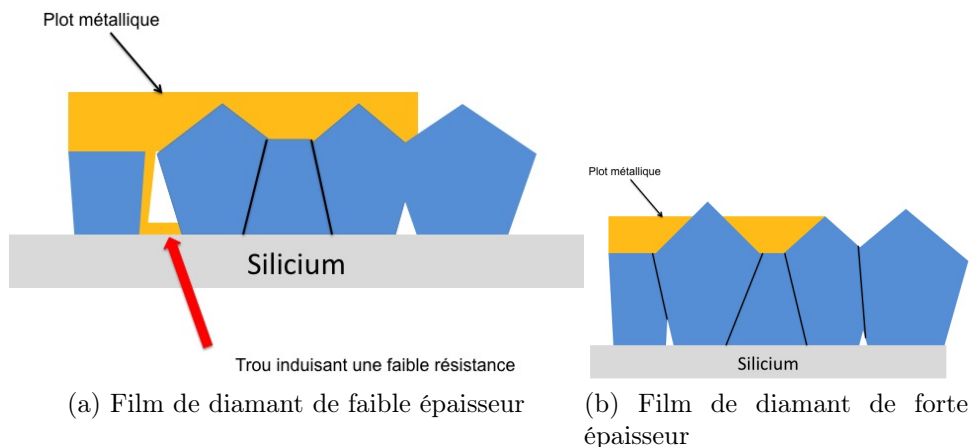 Plot métallique
Silicium
Trou induisant une faible résistance
(a) Film de diamant de faible épaisseur
Plot métallique
Silicium
(b) Film de diamant de forte
épaisseur